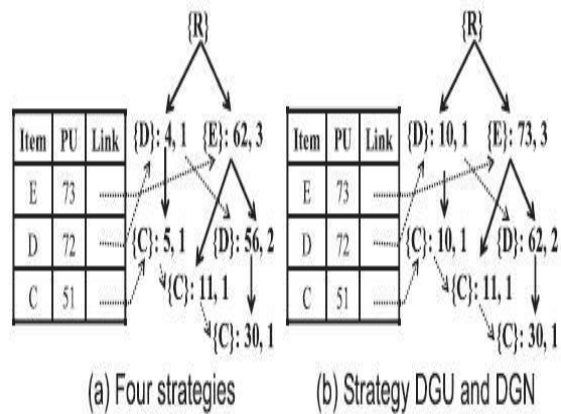 {R}
Item PU Link
E 73
D 72
C 51
{D}: 4, 1
{E}: 62, 3
{C}: 5, 1
{D}: 56, 2
{C}: 11, 1
{C}: 30, 1
(a) Four strategies
{R}
Item PU Link
E 73
D 72
C 51
{D}: 10, 1
{E}: 73, 3
{C}: 10, 1
{D}: 62, 2
{C}: 11, 1
{C}: 30, 1
(b) Strategy DGU and DGN